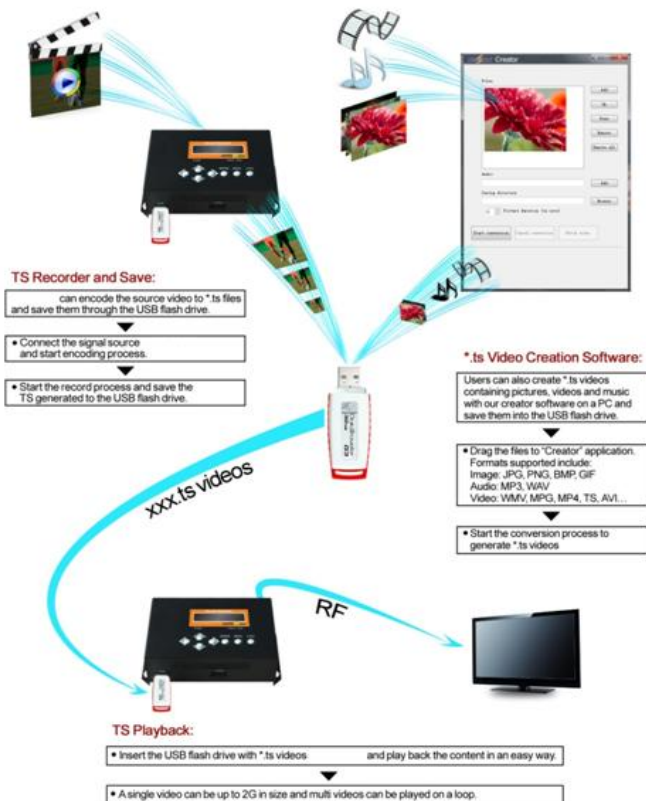 Creator
TS Recorder and Save:
can encode the source video to *.ts files
and save them through the USB flash drive.
• Connect the signal source
and start encoding process.
• Start the record process and save the
TS generated to the USB flash drive.
*.ts Video Creation Software:
Users can also create *.ts videos
containing pictures, videos and music
with our creator software on a PC and
save them into the USB flash drive.
• Drag the files to “Creator” application.
Formats supported include:
Image: JPG, PNG, BMP, GIF
Audio: MP3, WAV
Video: WMV, MPG, MP4, TS, AVI...
• Start the conversion process to
generate *.ts videos
xxx.ts videos
RF
TS Playback:
• Insert the USB flash drive with *.ts videos and play back the content in an easy way.
• A single video can be up to 2G in size and multi videos can be played on a loop.